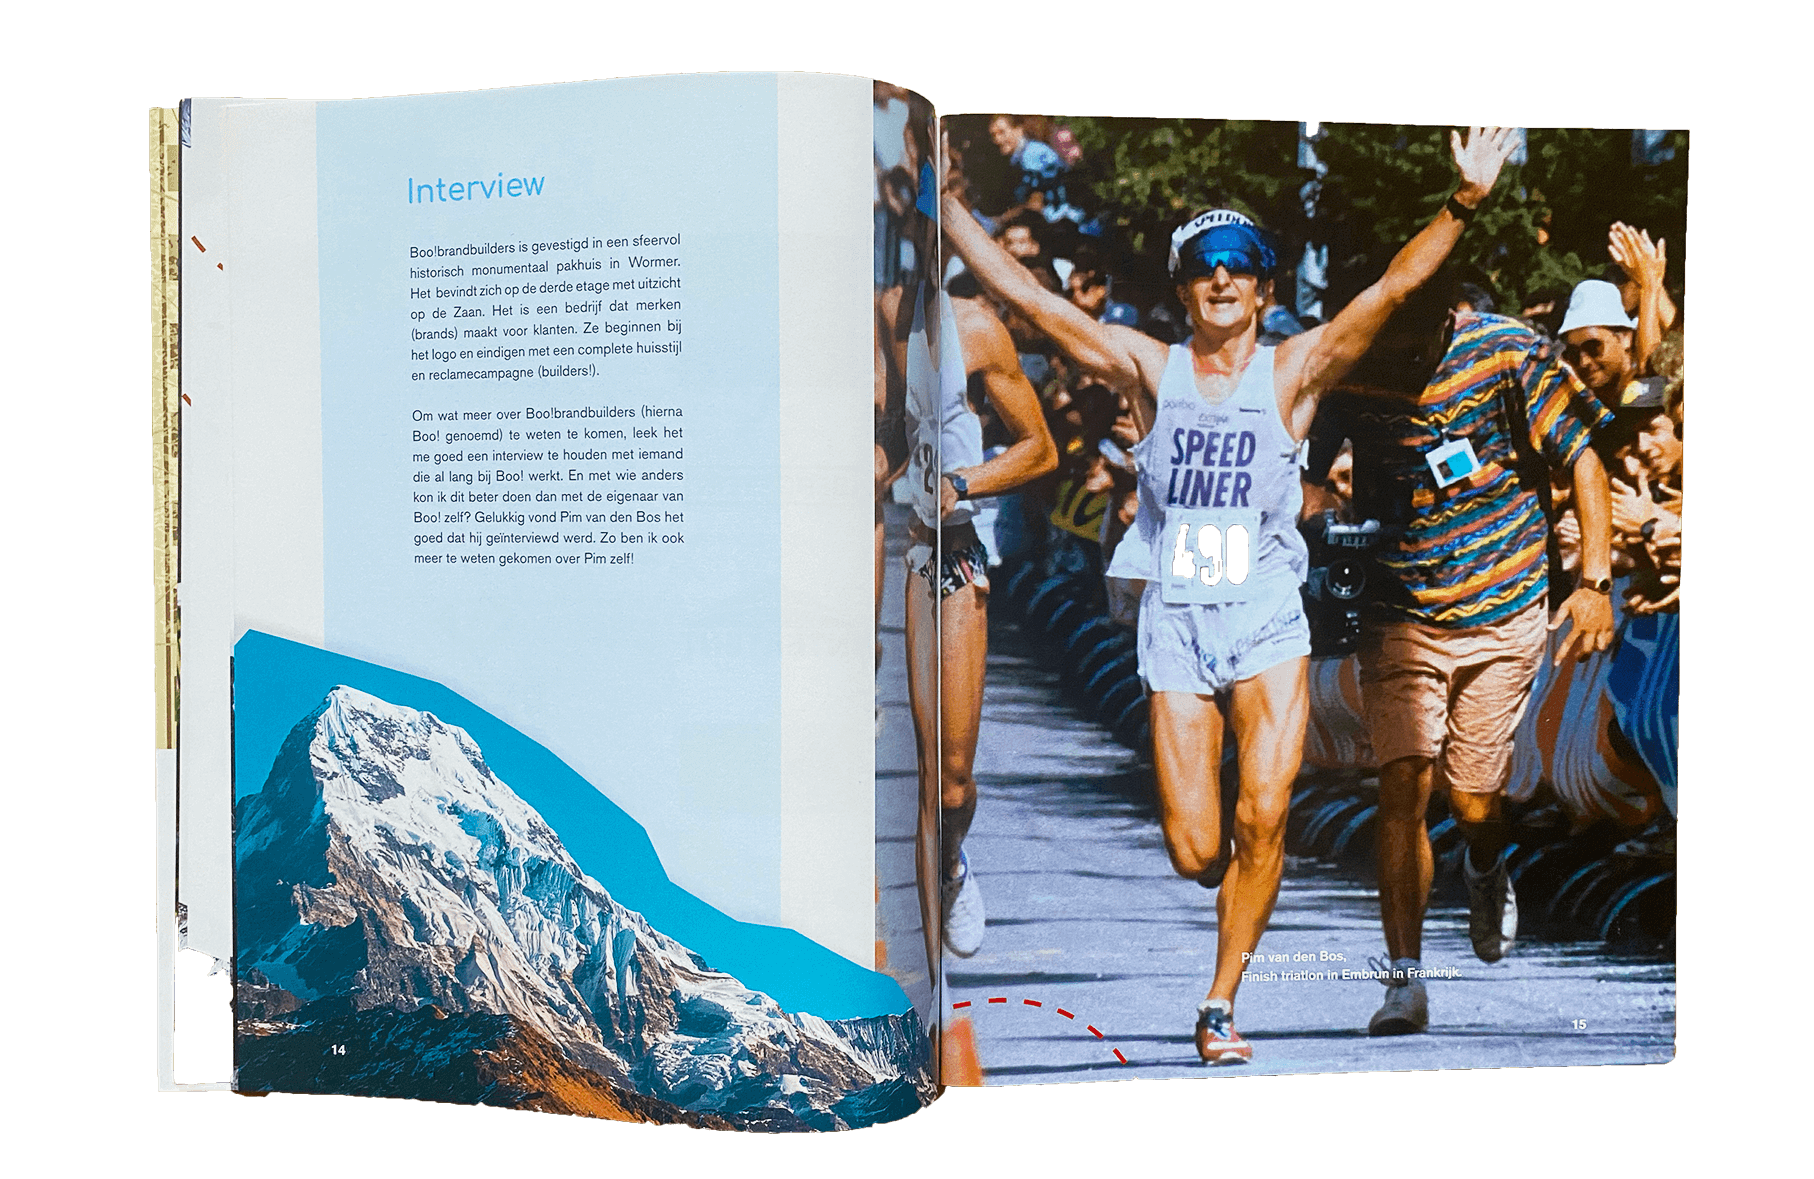 Interview
Boo!brandbuilders is gevestigd in een sfeervol
historisch monumentaal pakhuis in Wormer.
Het bevindt zich op de derde etage met uitzicht
op de Zaan. Het is een bedrijf dat merken
(brands) maakt voor klanten. Ze beginnen bij
het logo en eindigen met een complete huisstijl
en reclamecampagne (builders!).
Om wat meer over Boo!brandbuilders (hierna
Boo! genoemd) te weten te komen, leek het
me goed een interview te houden met iemand
die al lang bij Boo! werkt. En met wie anders
kon ik dit beter doen dan met de eigenaar van
Boo! zelf? Gelukkig vond Pim van den Bos het
goed dat hij geïnterviewd werd. Zo ben ik ook
meer te weten gekomen over Pim zelf!
14
SPEED
LINER
490
Pim van den Bos,
Finish triatlon in Embrun in Frankrijk.
15